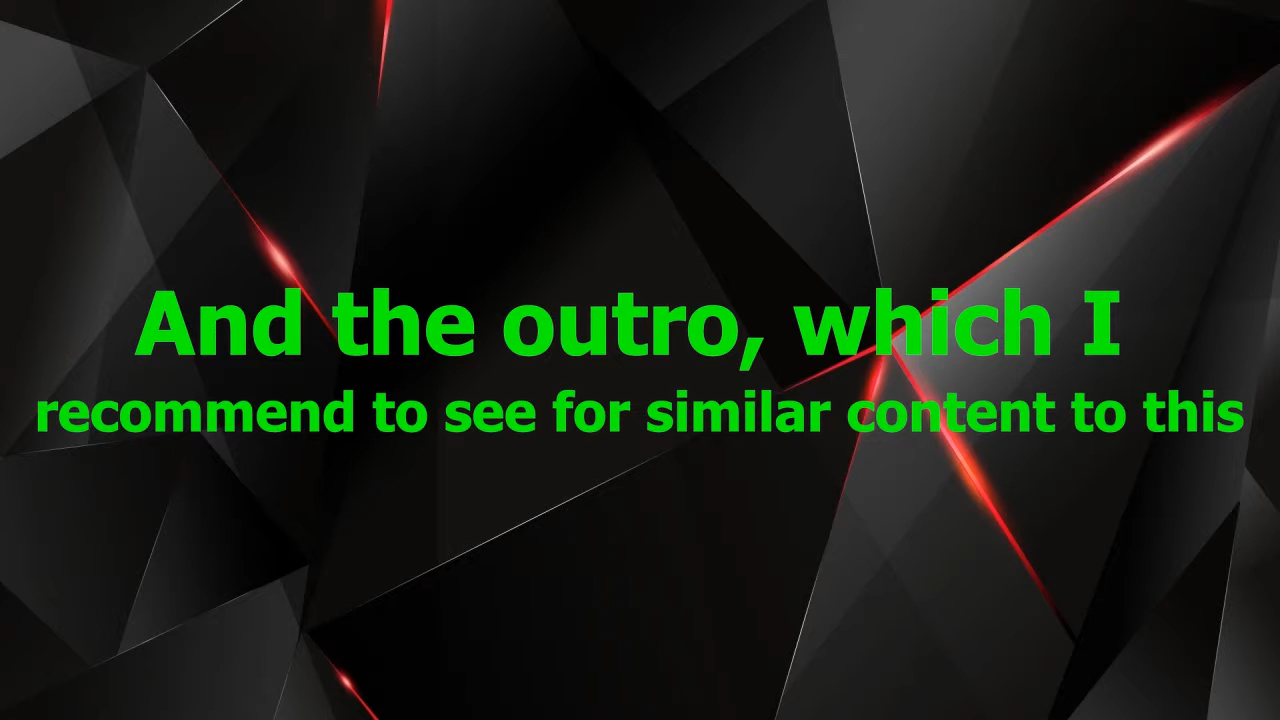 And the outro, which I
recommend to see for similar content to this